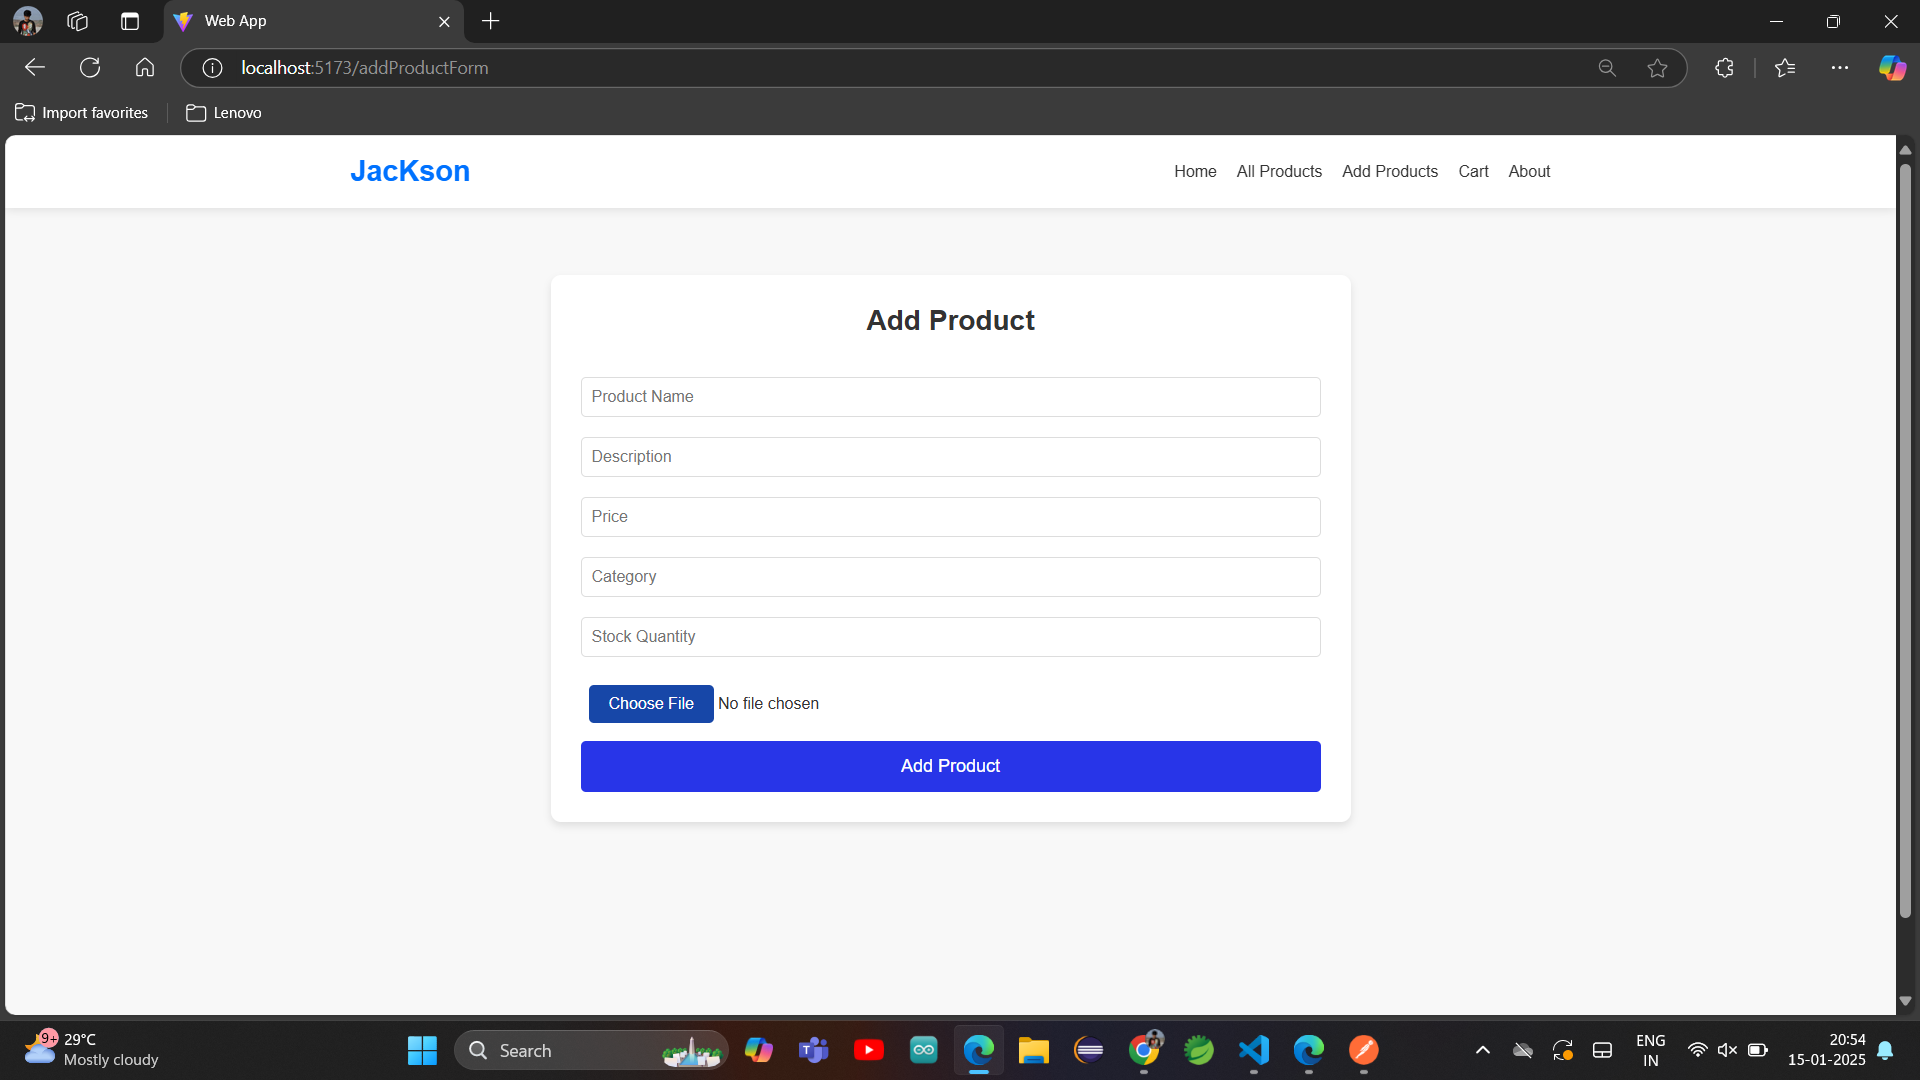 Web App
localhost:5173/addProductForm
Import favorites
Lenovo
JacKson
Home
All Products
Add Products
Cart
About
Add Product
Product Name
Description
Price
Category
Stock Quantity
Choose File No file chosen
Add Product
9+
29°C
Mostly cloudy
Search
ENG
IN
20:54
15-01-2025